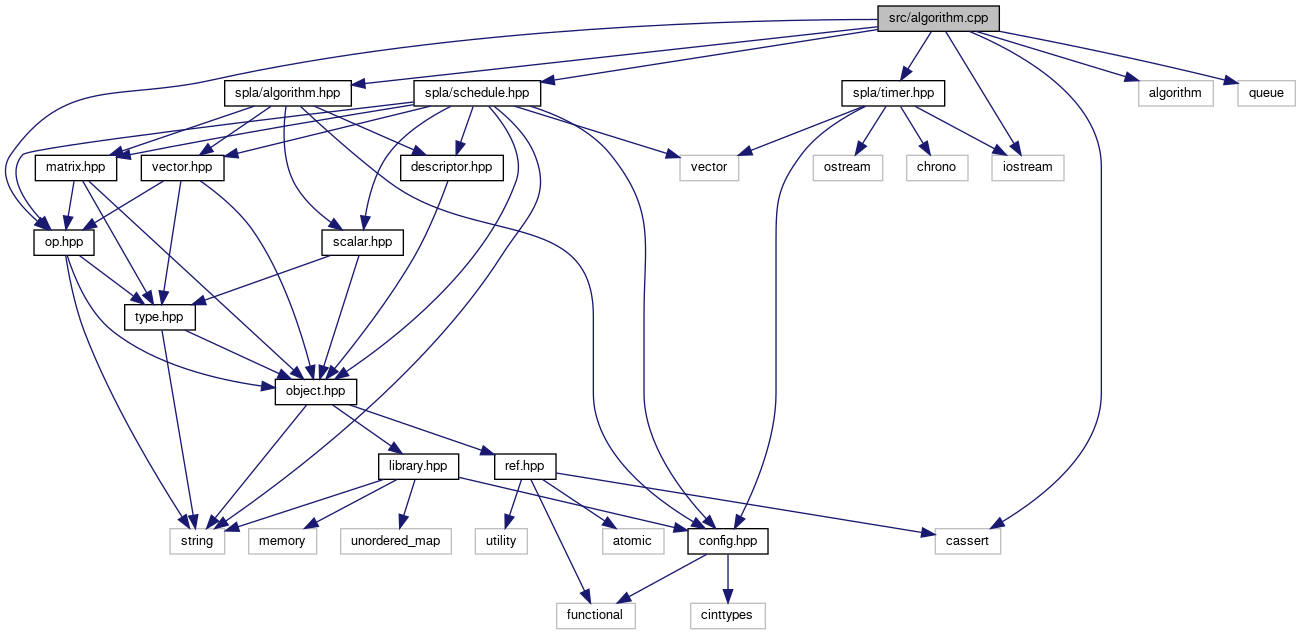 src/algorithm.cpp
spla/algorithm.hpp
spla/schedule.hpp
spla/timer.hpp
algorithm
queue
matrix.hpp
vector.hpp
descriptor.hpp
vector
ostream
chrono
iostream
op.hpp
scalar.hpp
type.hpp
object.hpp
library.hpp
ref.hpp
string
memory
unordered_map
utility
atomic
config.hpp
cassert
functional
cinttypes